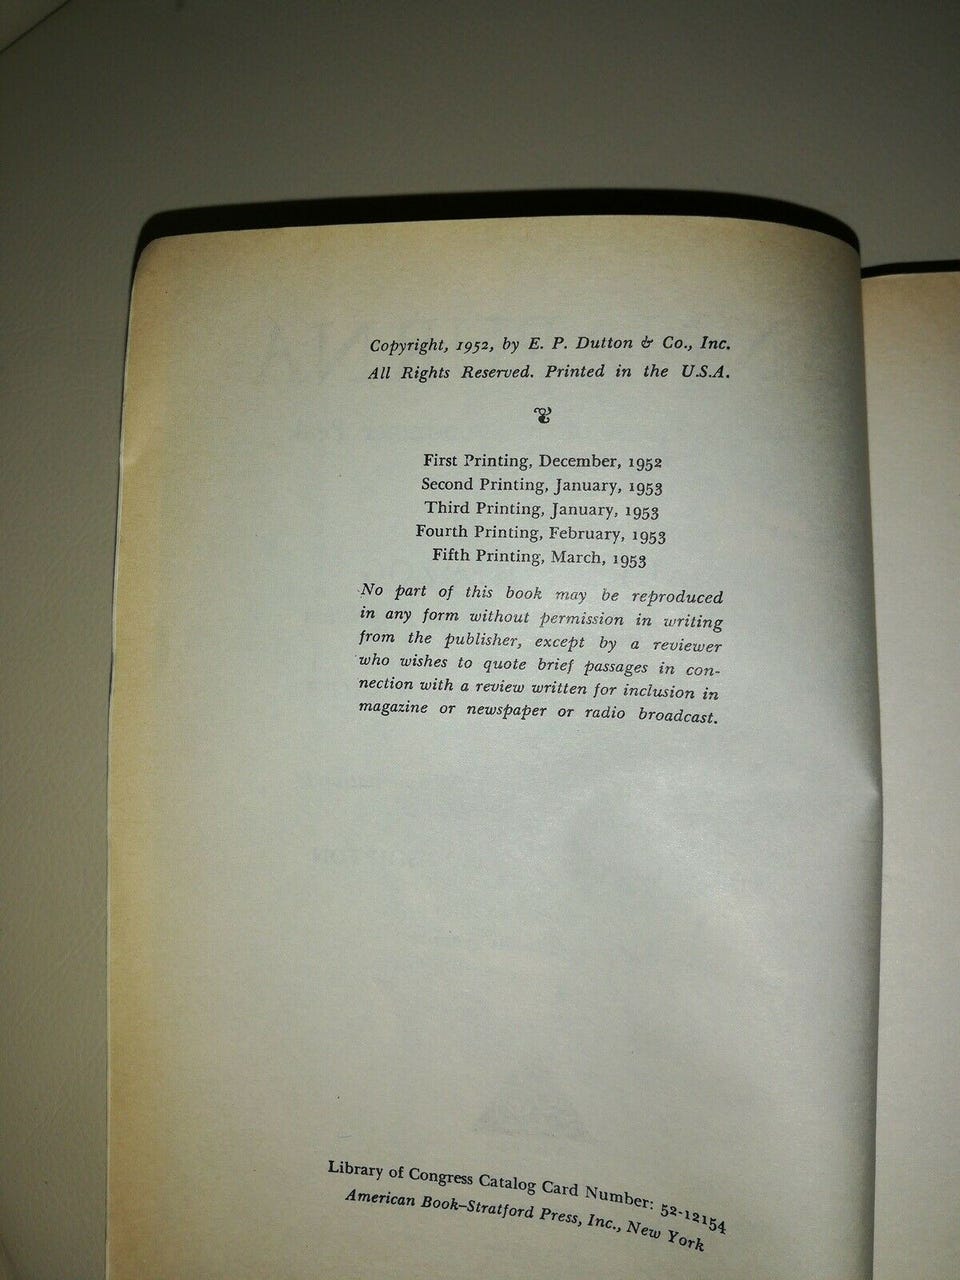 Copyright, 1952, by E. P. Dutton & Co., Inc.
All Rights Reserved. Printed in the U.S.A.
First Printing, December, 1952
Second Printing, January, 1953
Third Printing, January, 1953
Fourth Printing, February, 1953
Fifth Printing, March, 1953
No part of this book may be reproduced
in any form without permission in writing
from the publisher, except by a reviewer
who wishes to quote brief passages in con-
nection with a review written for inclusion in
magazine or newspaper or radio broadcast.
Library of Congress Catalog Card Number: 52-12154
American Book–Stratford Press, Inc., New York